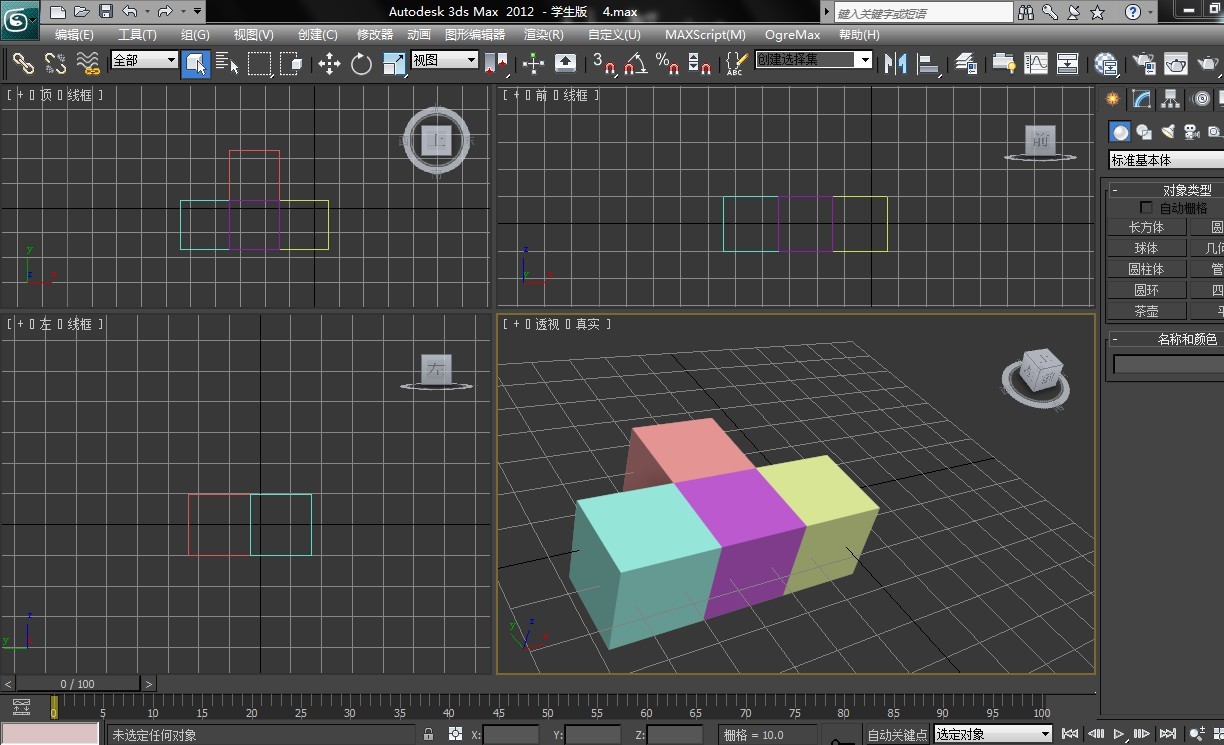 Autodesk 3ds Max 2012 - 学生版 4.max
键入关键字或短语
编辑(E) 工具(T) 组(G) 视图(V) 创建(C) 修改器 动画 图形编辑器 渲染(R) 自定义(U) MAXScript(M) OgreMax 帮助(H)
全部 视图 3 % ABC 创建选择集
[ + 顶 线框 ]
上
y
z x
[ + 前 线框 ]
前
z
y x
[ + 左 线框 ]
左
z
y
[ + 透视 真实 ]
上
左 前
z
y x
标准基本体
- 对象类型
自动栅格
长方体 圆
球体 几何
圆柱体 管
圆环 四
茶壶 平
- 名称和颜色
< 0 / 100 >
0 5 10 15 20 25 30 35 40 45 50 55 60 65 70 75 80 85 90 95 100
未选定任何对象 X: Y: Z: 栅格 = 10.0 自动关键点 选定对象